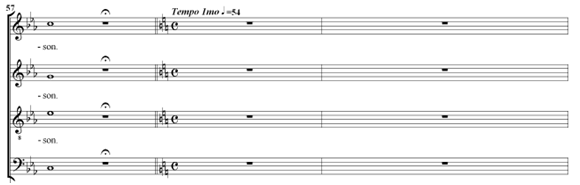 57
Tempo Imo ♩=54
- son.
- son.
- son.
8